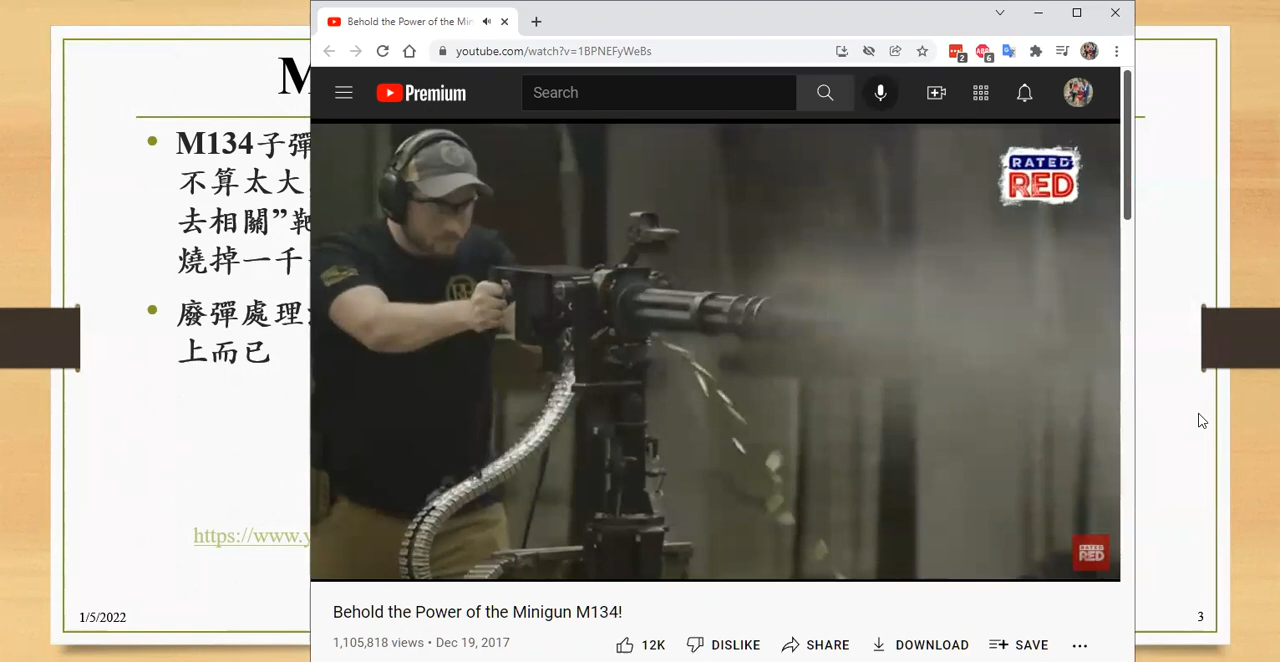 Behold the Power of the Min
youtube.com/watch?v=1BPNEFyWeBs
2
6
Premium
Search
M
M134子彈
不算太大
去相關”靶
燒掉一千
廢彈處理
上而已
https://www.y
RATED
RED
RATED
RED
Behold the Power of the Minigun M134!
1,105,818 views • Dec 19, 2017
12K DISLIKE SHARE DOWNLOAD SAVE
1/5/2022
3